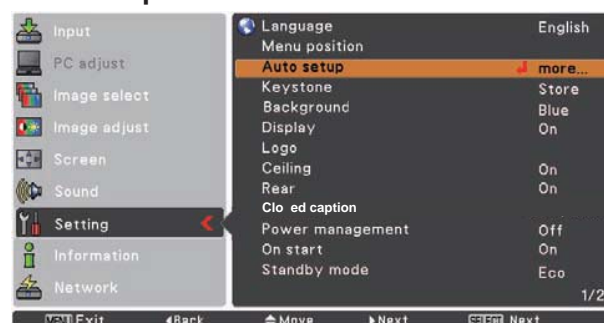 Input
PC adjust
Image select
Image adjust
Screen
Sound
Setting
Information
Network
Language English
Menu position
Auto setup more...
Keystone Store
Background Blue
Display On
Logo
Ceiling On
Rear On
Clo ed caption
Power management Off
On start On
Standby mode Eco
1/2
MENU Exit ◀Back Move ▶Next SELECT Next